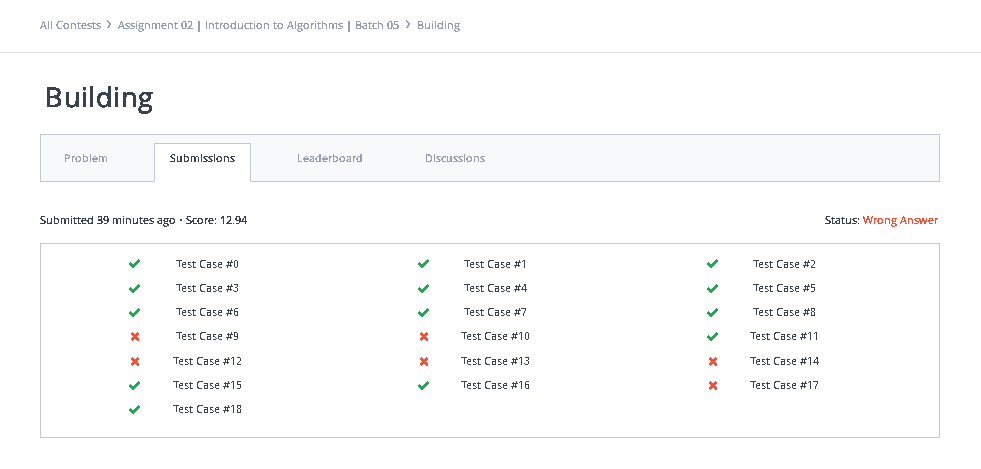 All Contests > Assignment 02 | Introduction to Algorithms | Batch 05 > Building
Building
Problem Submissions Leaderboard Discussions
Submitted 39 minutes ago • Score: 12.94 Status: Wrong Answer
Test Case #0 Test Case #1 Test Case #2
Test Case #3 Test Case #4 Test Case #5
Test Case #6 Test Case #7 Test Case #8
Test Case #9 Test Case #10 Test Case #11
Test Case #12 Test Case #13 Test Case #14
Test Case #15 Test Case #16 Test Case #17
Test Case #18